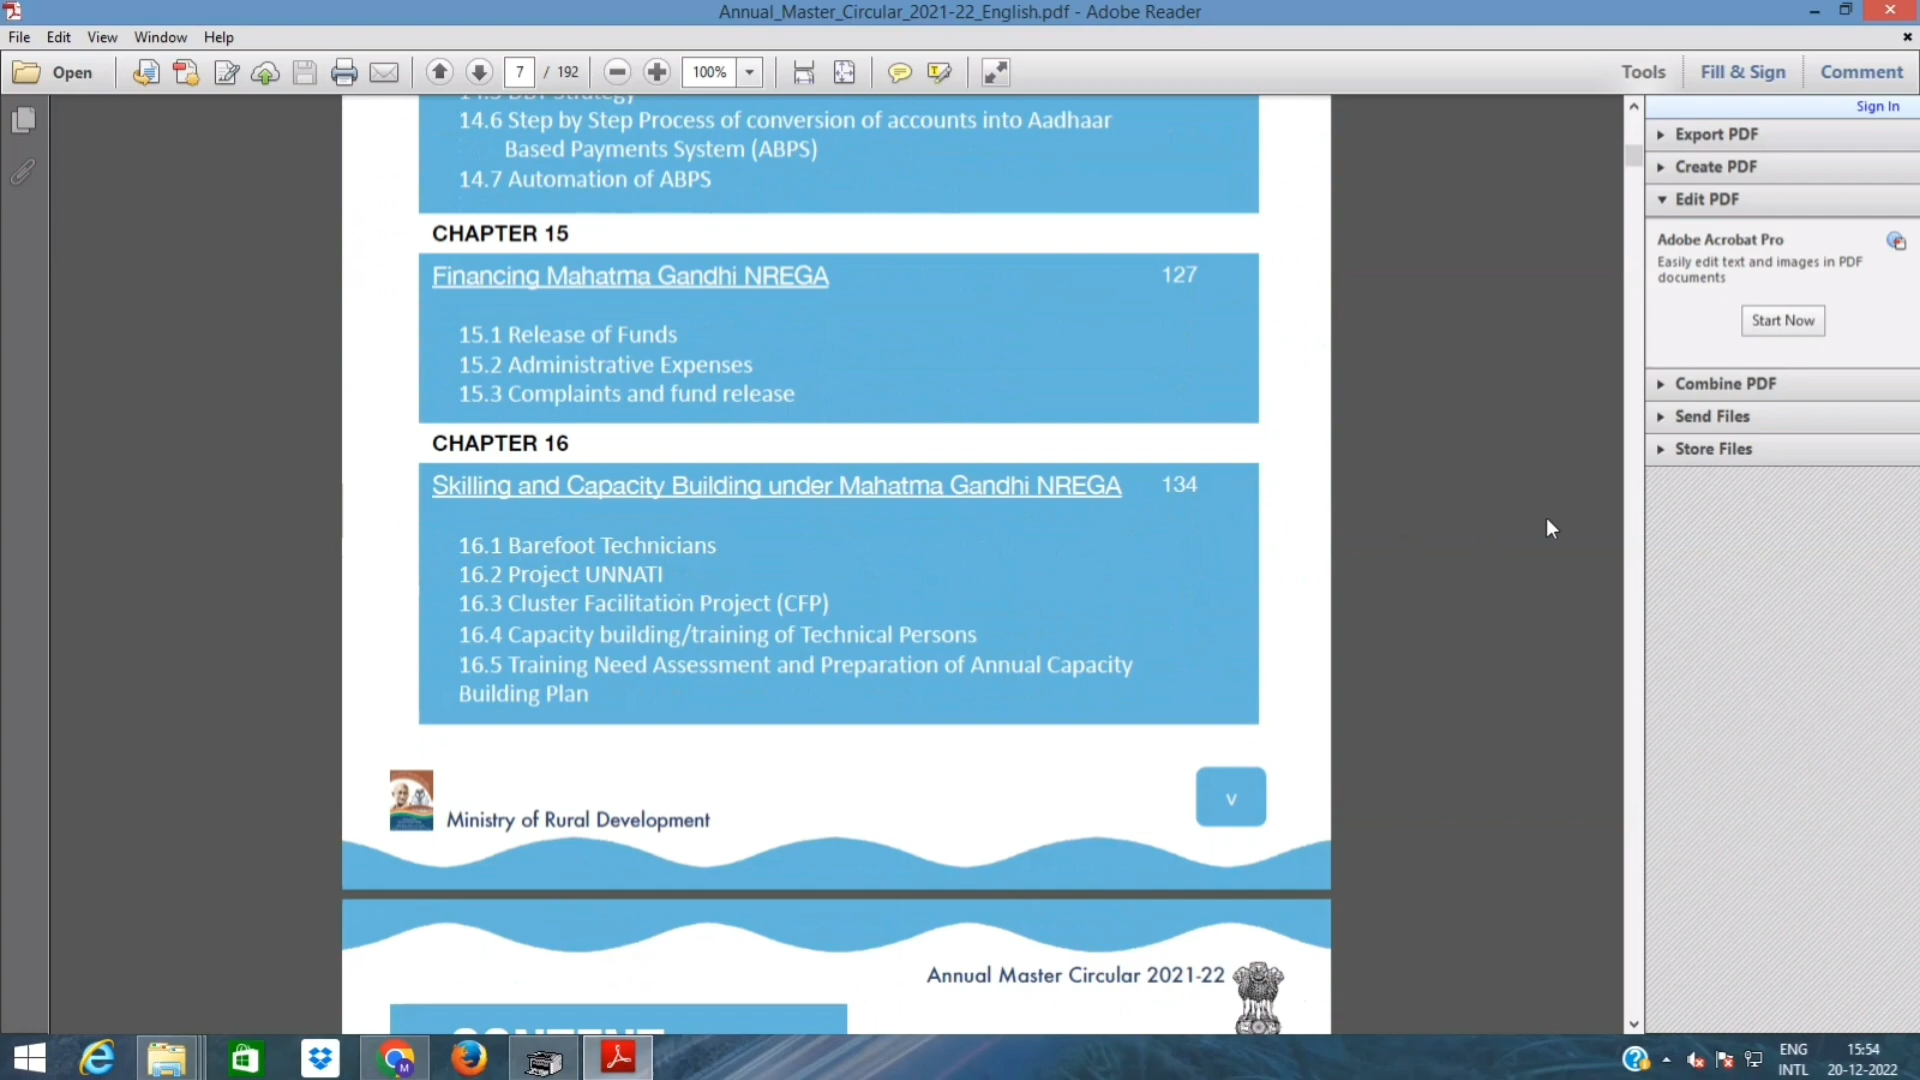 Annual_Master_Circular_2021-22_English.pdf - Adobe Reader
File Edit View Window Help
Open 7 / 192 100% Tools Fill & Sign Comment
Sign In
Export PDF
Create PDF
Edit PDF
Adobe Acrobat Pro
Easily edit text and images in PDF
documents
Start Now
Combine PDF
Send Files
Store Files
14.6 Step by Step Process of conversion of accounts into Aadhaar
Based Payments System (ABPS)
14.7 Automation of ABPS
CHAPTER 15
Financing Mahatma Gandhi NREGA 127
15.1 Release of Funds
15.2 Administrative Expenses
15.3 Complaints and fund release
CHAPTER 16
Skilling and Capacity Building under Mahatma Gandhi NREGA 134
16.1 Barefoot Technicians
16.2 Project UNNATI
16.3 Cluster Facilitation Project (CFP)
16.4 Capacity building/training of Technical Persons
16.5 Training Need Assessment and Preparation of Annual Capacity
Building Plan
Ministry of Rural Development
v
Annual Master Circular 2021-22
ENG 15:54
INTL 20-12-2022